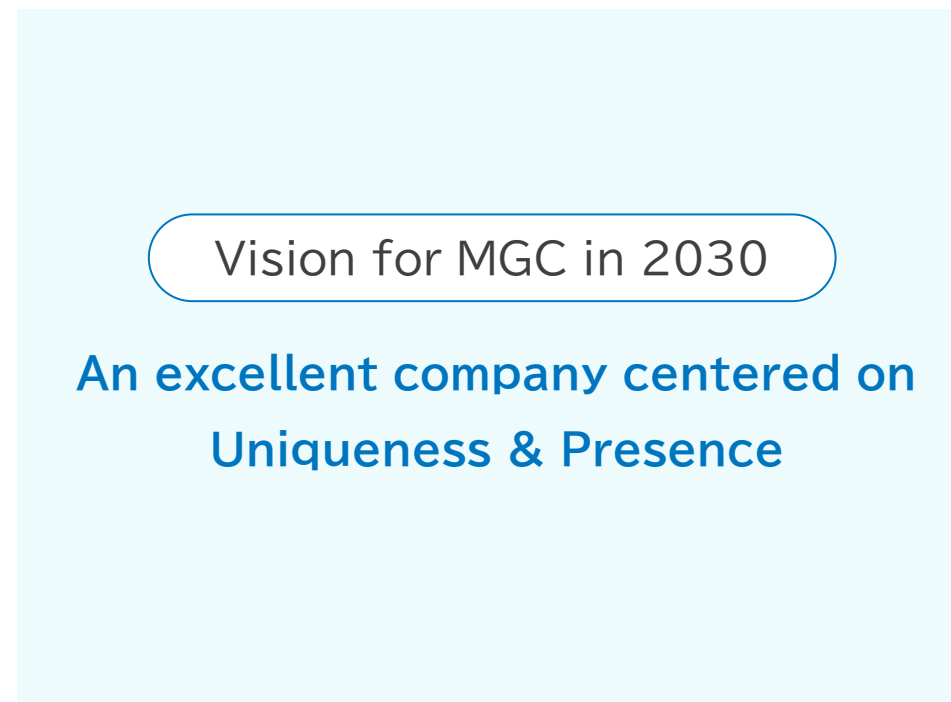 Vision for MGC in 2030
An excellent company centered on
Uniqueness & Presence